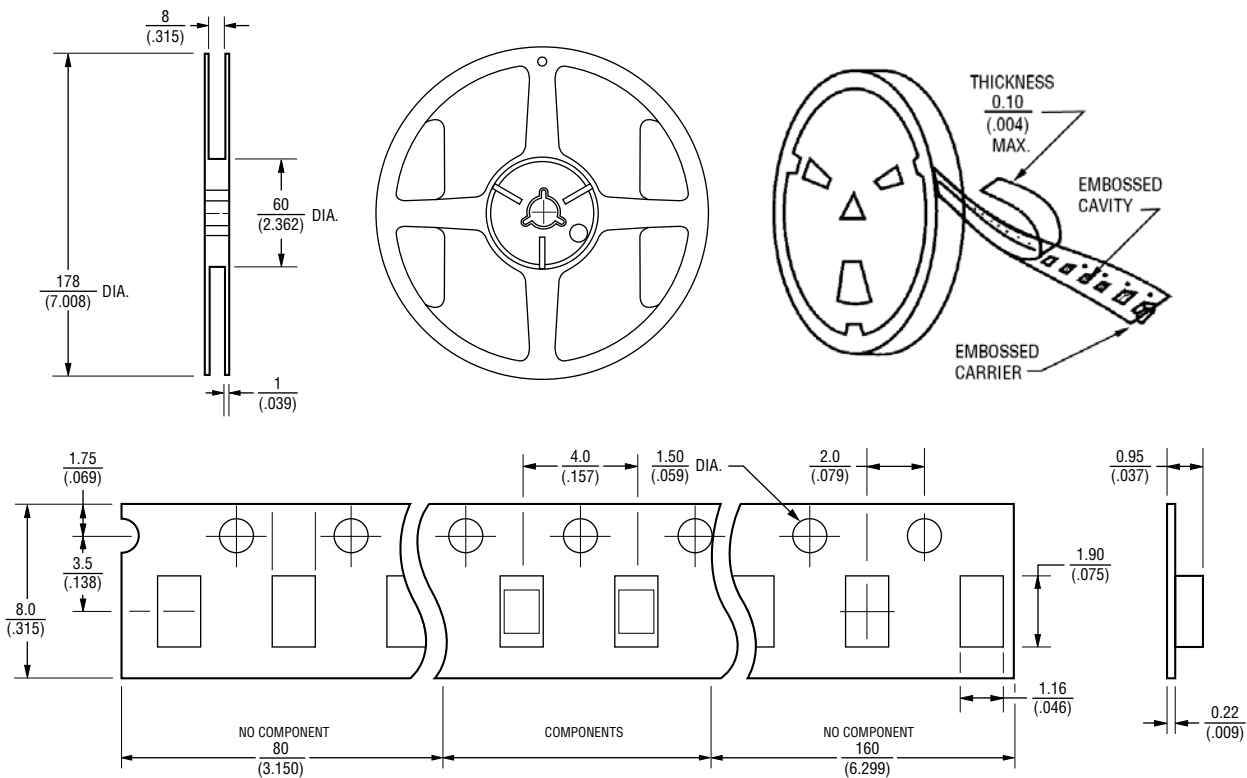 8
(.315)
178
(7.008) DIA.
60
(2.362) DIA.
1
(.039)
THICKNESS
0.10
(.004)
MAX.
EMBOSSED
CAVITY
EMBOSSED
CARRIER
1.75
(.069)
3.5
(.138)
8.0
(.315)
4.0
(.157)
1.50
(.059) DIA.
2.0
(.079)
0.95
(.037)
1.90
(.075)
1.16
(.046)
0.22
(.009)
NO COMPONENT
80
(3.150)
COMPONENTS
NO COMPONENT
160
(6.299)